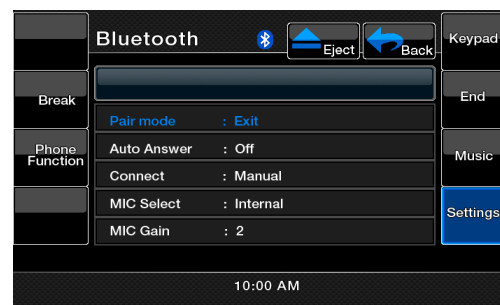 Bluetooth
Eject
Back
Keypad
Break
End
Pair mode : Exit
Phone
Function
Auto Answer : Off
Music
Connect : Manual
MIC Select : Internal
Settings
MIC Gain : 2
10:00 AM